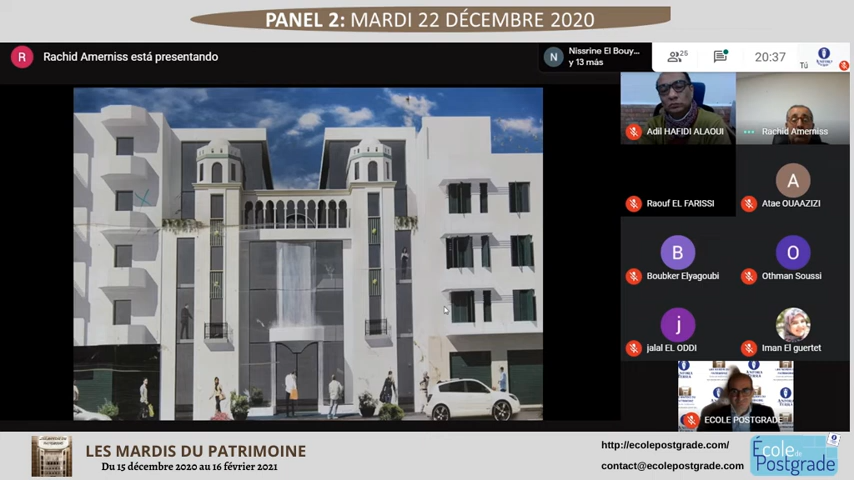 PANEL 2: MARDI 22 DÉCEMBRE 2020
R
Rachid Amerniss está presentando
N
Nissrine El Bouy...
y 13 más
25
20:37
Tú
Adil HAFIDI ALAOUI
Rachid Amerniss
Raouf EL FARISSI
A
Atae OUAAZIZI
B
Boubker Elyagoubi
O
Othman Soussi
j
jalal EL ODDI
Iman El guertet
ECOLE POSTGRADE
LES MARDIS DU PATRIMOINE
Du 15 décembre 2020 au 16 février 2021
http://ecolepostgrade.com/
contact@ecolepostgrade.com
École
de Postgrade